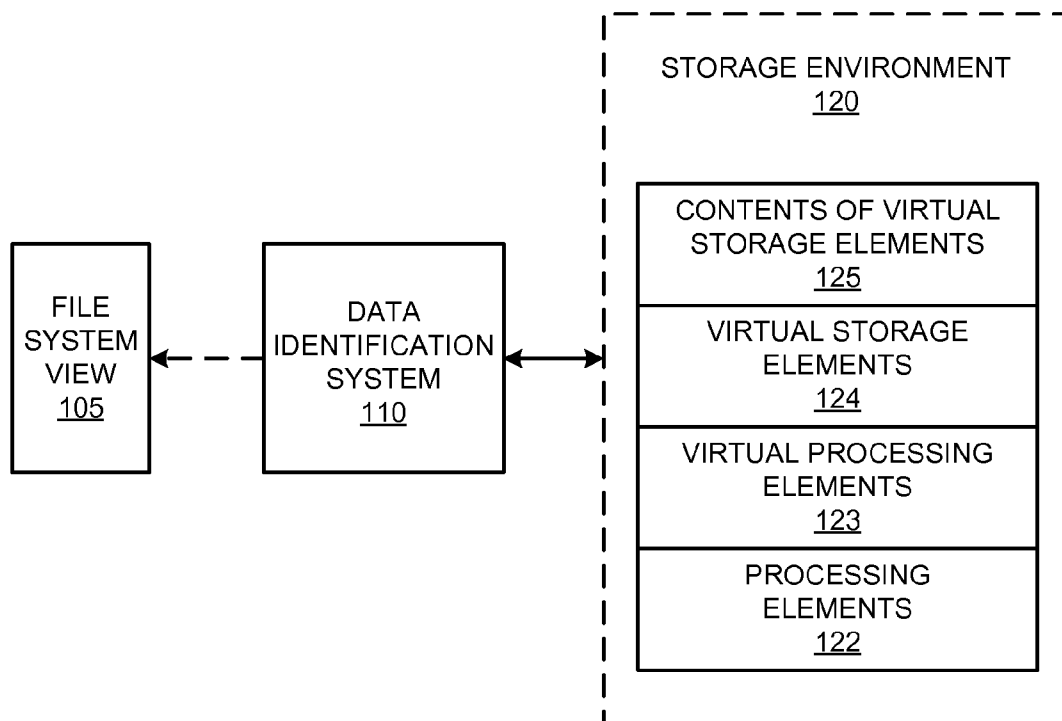 FILE
SYSTEM
VIEW
105
DATA
IDENTIFICATION
SYSTEM
110
STORAGE ENVIRONMENT
120
CONTENTS OF VIRTUAL
STORAGE ELEMENTS
125
VIRTUAL STORAGE
ELEMENTS
124
VIRTUAL PROCESSING
ELEMENTS
123
PROCESSING
ELEMENTS
122